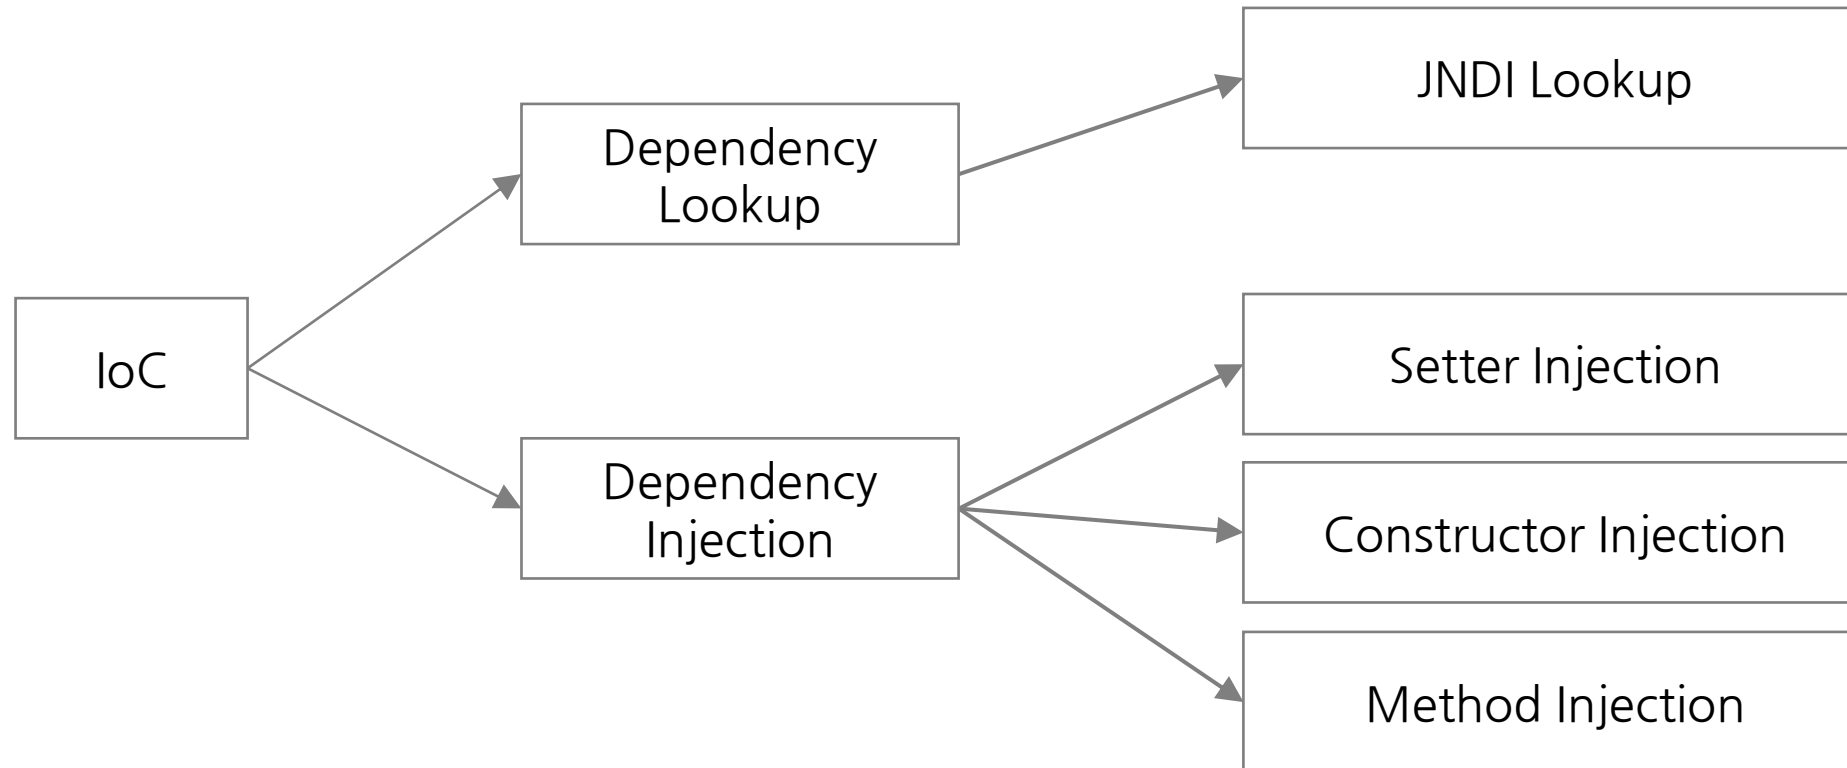 JNDI Lookup
Dependency
Lookup
IoC
Setter Injection
Dependency
Injection
Constructor Injection
Method Injection